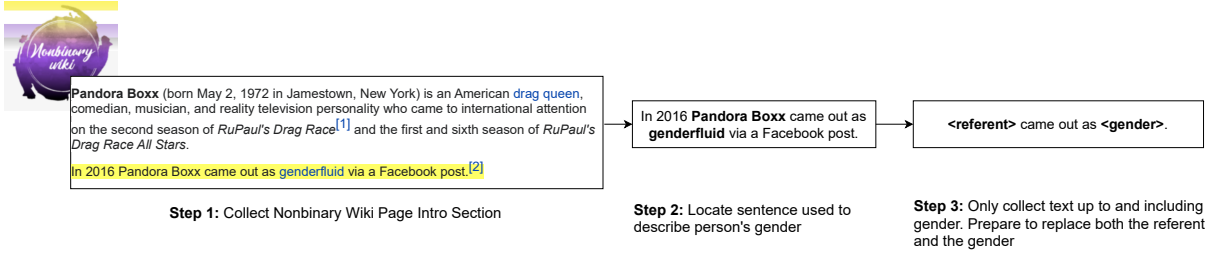 Nonbinary
wiki
Pandora Boxx (born May 2, 1972 in Jamestown, New York) is an American drag queen,
comedian, musician, and reality television personality who came to international attention
on the second season of RuPaul's Drag Race[1] and the first and sixth season of RuPaul's
Drag Race All Stars.
In 2016 Pandora Boxx came out as genderfluid via a Facebook post.[2]
Step 1: Collect Nonbinary Wiki Page Intro Section
In 2016 Pandora Boxx came out as
genderfluid via a Facebook post.
Step 2: Locate sentence used to
describe person's gender
<referent> came out as <gender>.
Step 3: Only collect text up to and including
gender. Prepare to replace both the referent
and the gender